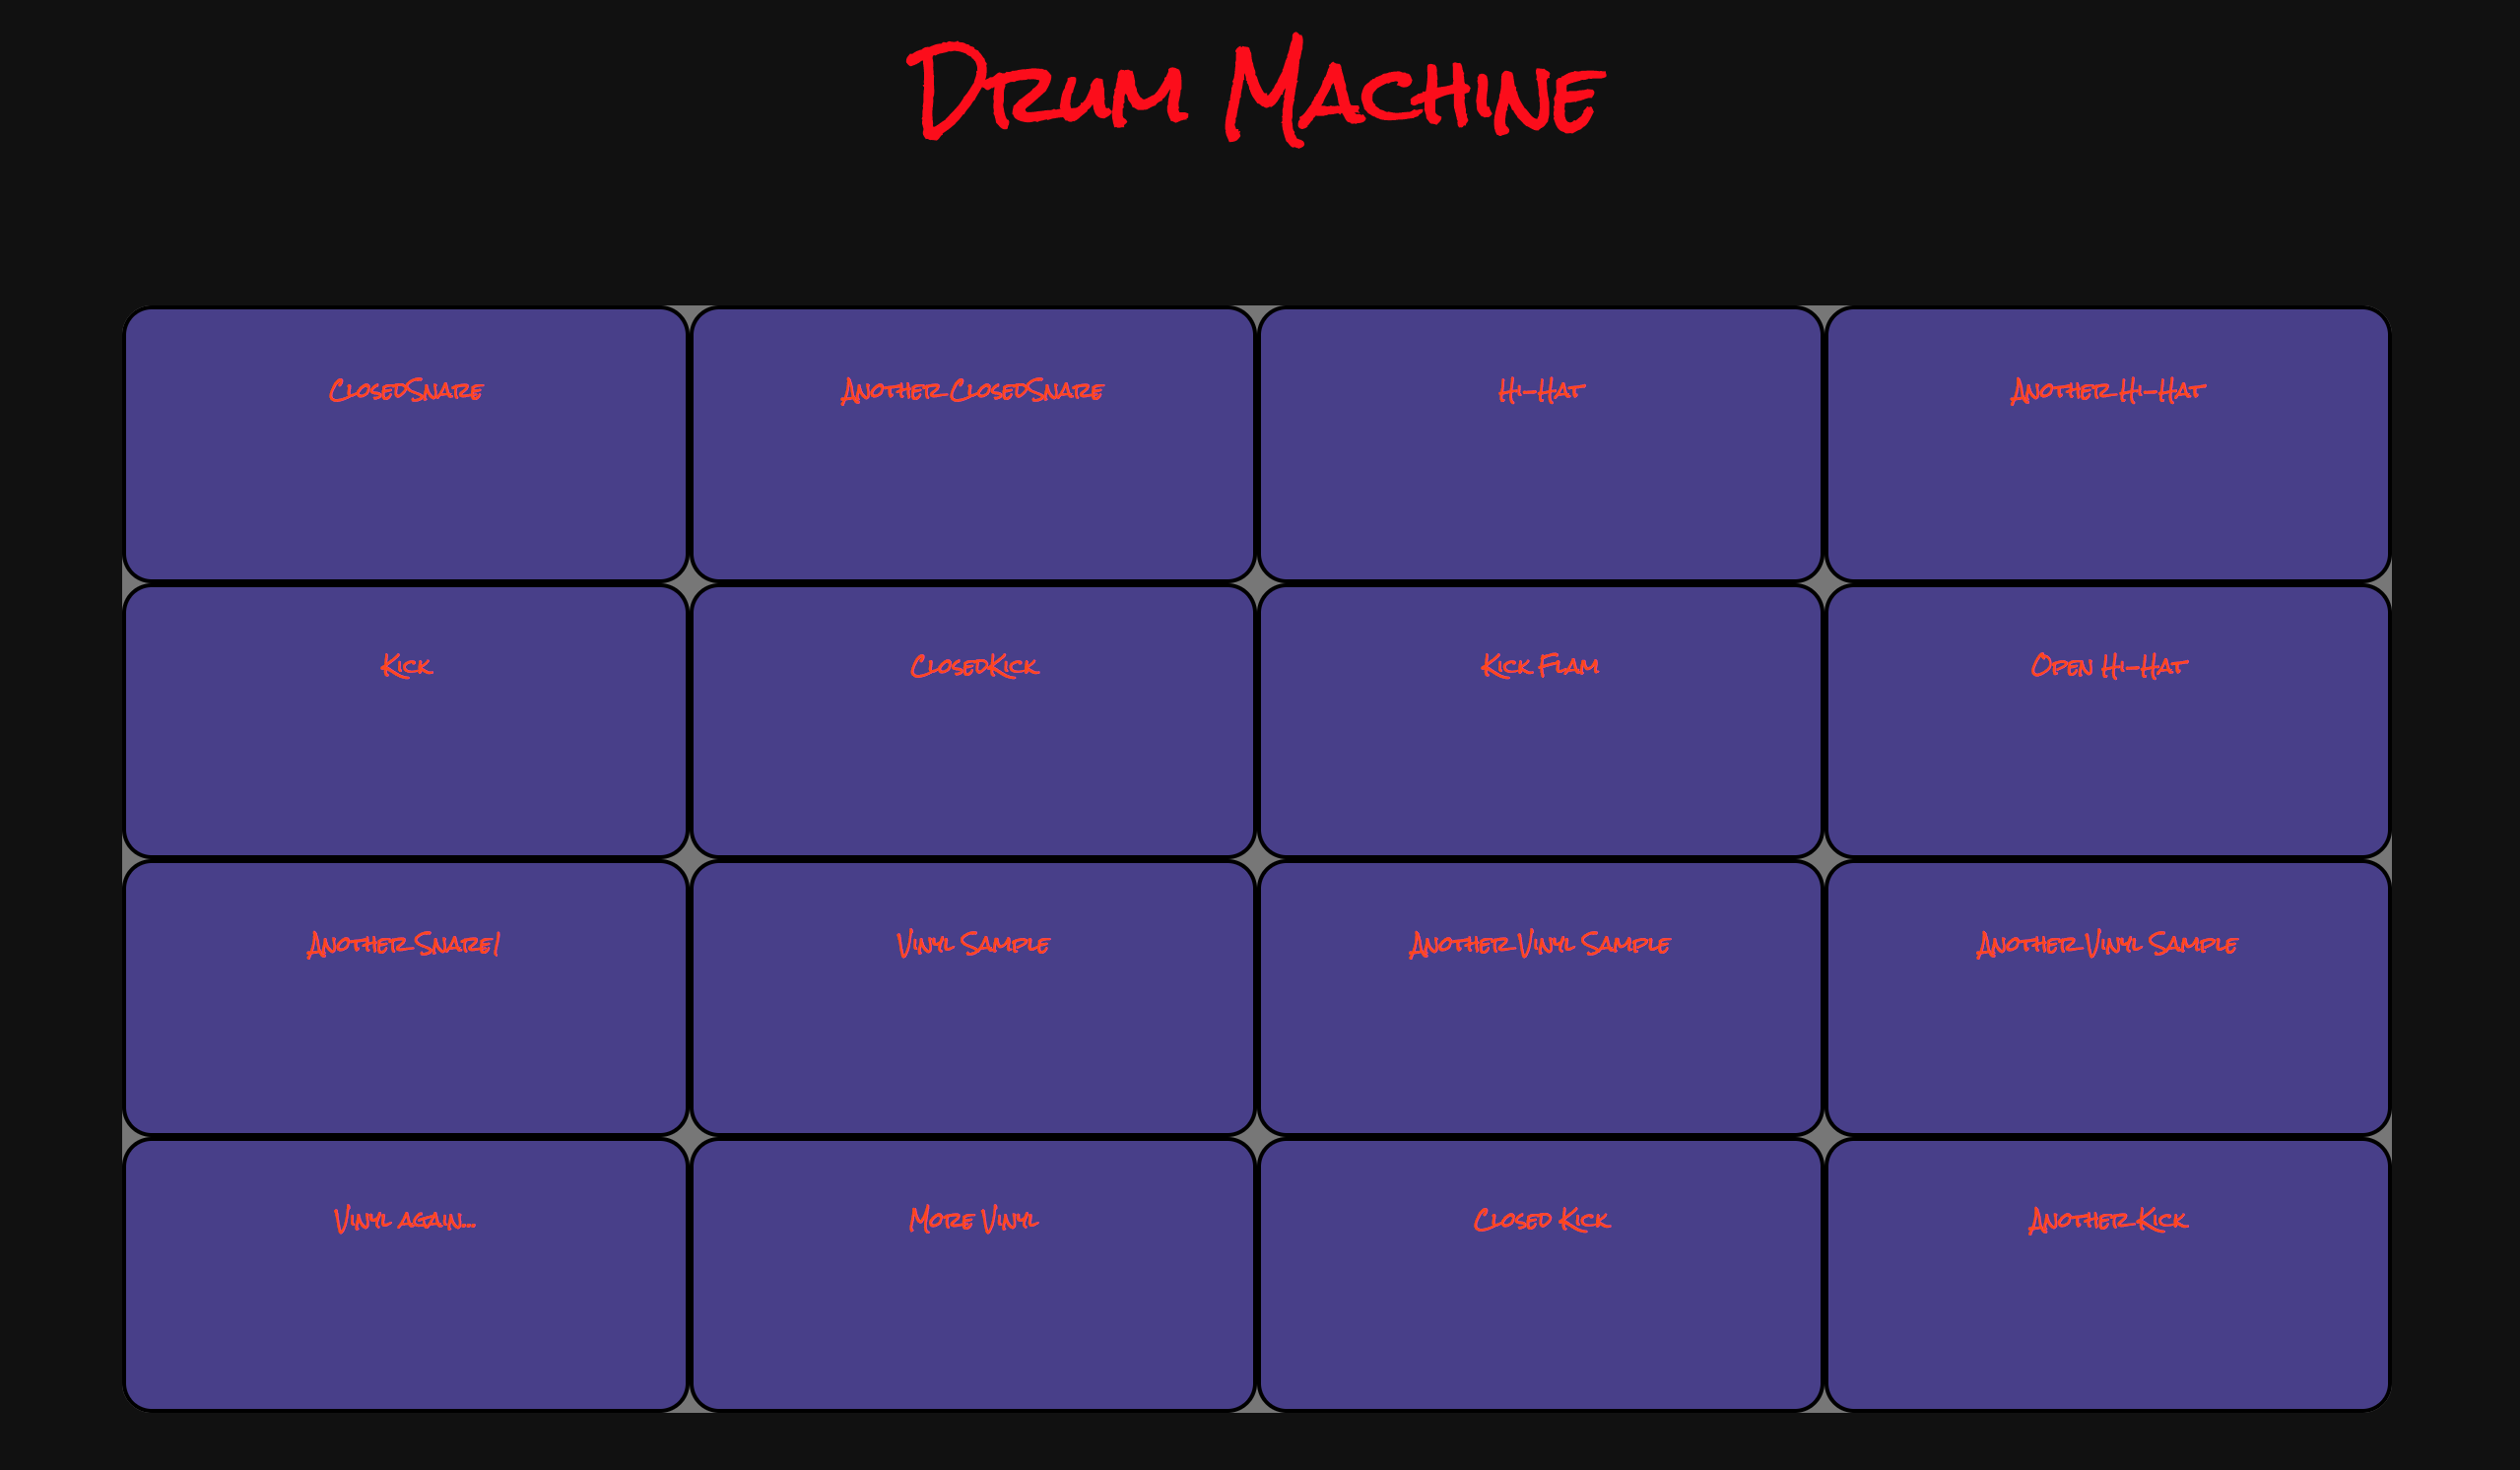 Drum Machine
ClosedSnare
Another ClosedSnare
Hi-Hat
Another Hi-Hat
Kick
ClosedKick
Kick Flam
Open Hi-Hat
Another Snare/
Vinyl Sample
Another Vinyl Sample
Another Vinyl Sample
Vinyl again...
More Vinyl
Closed Kick
Another Kick